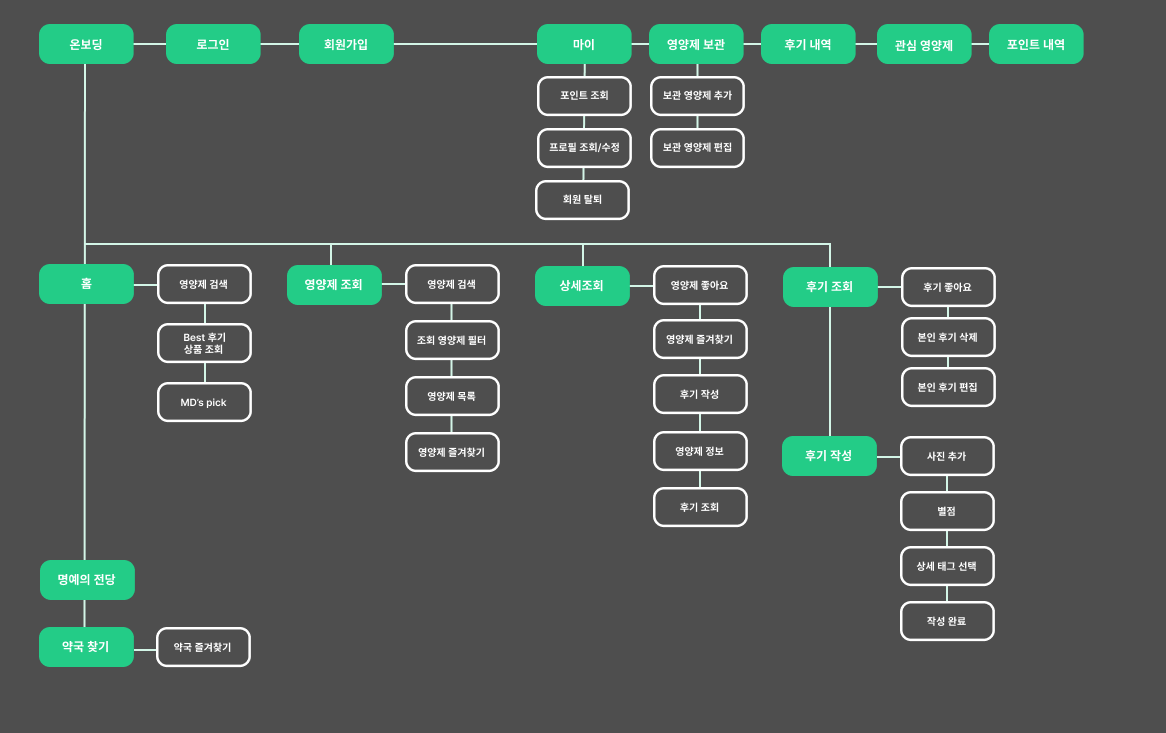 온보딩
로그인
회원가입
마이
영양제 보관
후기 내역
관심 영양제
포인트 내역
포인트 조회
보관 영양제 추가
프로필 조회/수정
보관 영양제 편집
회원 탈퇴
홈
영양제 검색
Best 후기
상품 조회
MD's pick
영양제 조회
영양제 검색
조회 영양제 필터
영양제 목록
영양제 즐겨찾기
상세조회
영양제 좋아요
영양제 즐겨찾기
후기 작성
영양제 정보
후기 조회
후기 조회
후기 좋아요
본인 후기 삭제
본인 후기 편집
후기 작성
사진 추가
별점
상세 태그 선택
작성 완료
명예의 전당
약국 찾기
약국 즐겨찾기